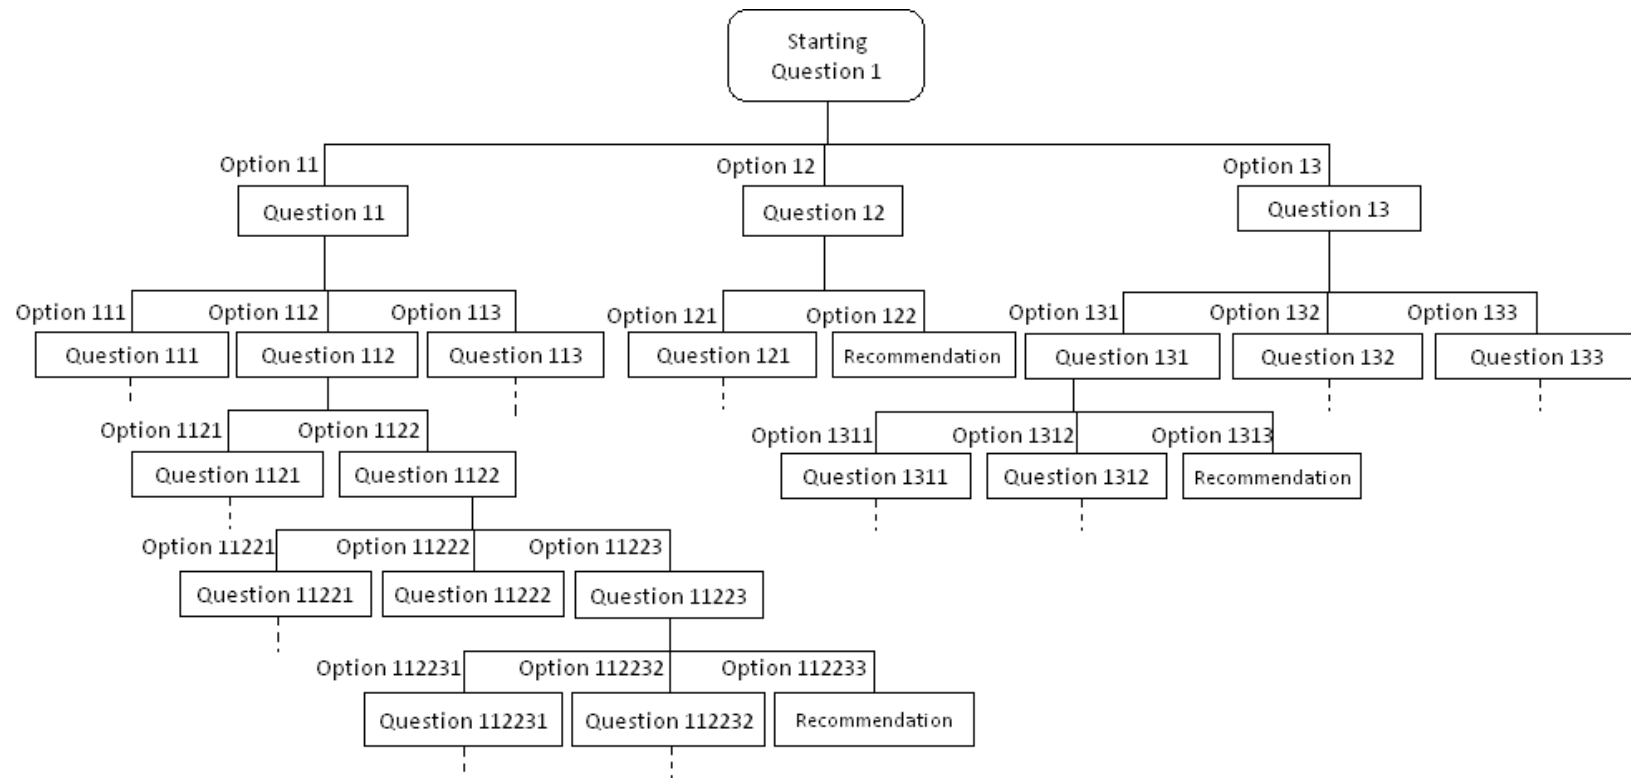 Starting
Question 1
Option 11
Option 12
Option 13
Question 11
Question 12
Question 13
Option 111
Option 112
Option 113
Option 121
Option 122
Option 131
Option 132
Option 133
Question 111
Question 112
Question 113
Question 121
Recommendation
Question 131
Question 132
Question 133
Option 1121
Option 1122
Option 1311
Option 1312
Option 1313
Question 1121
Question 1122
Question 1311
Question 1312
Recommendation
Option 11221
Option 11222
Option 11223
Question 11221
Question 11222
Question 11223
Option 112231
Option 112232
Option 112233
Question 112231
Question 112232
Recommendation